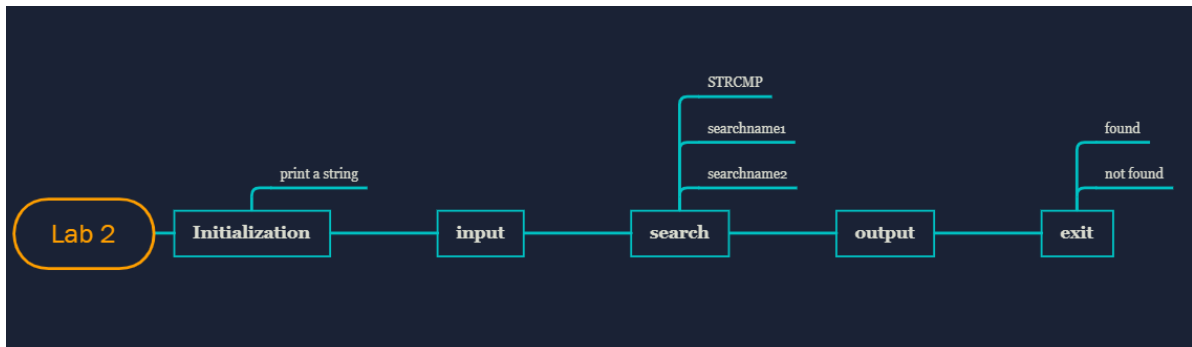 STRCMP
searchname1
found
print a string
searchname2
not found
Lab 2
Initialization
input
search
output
exit